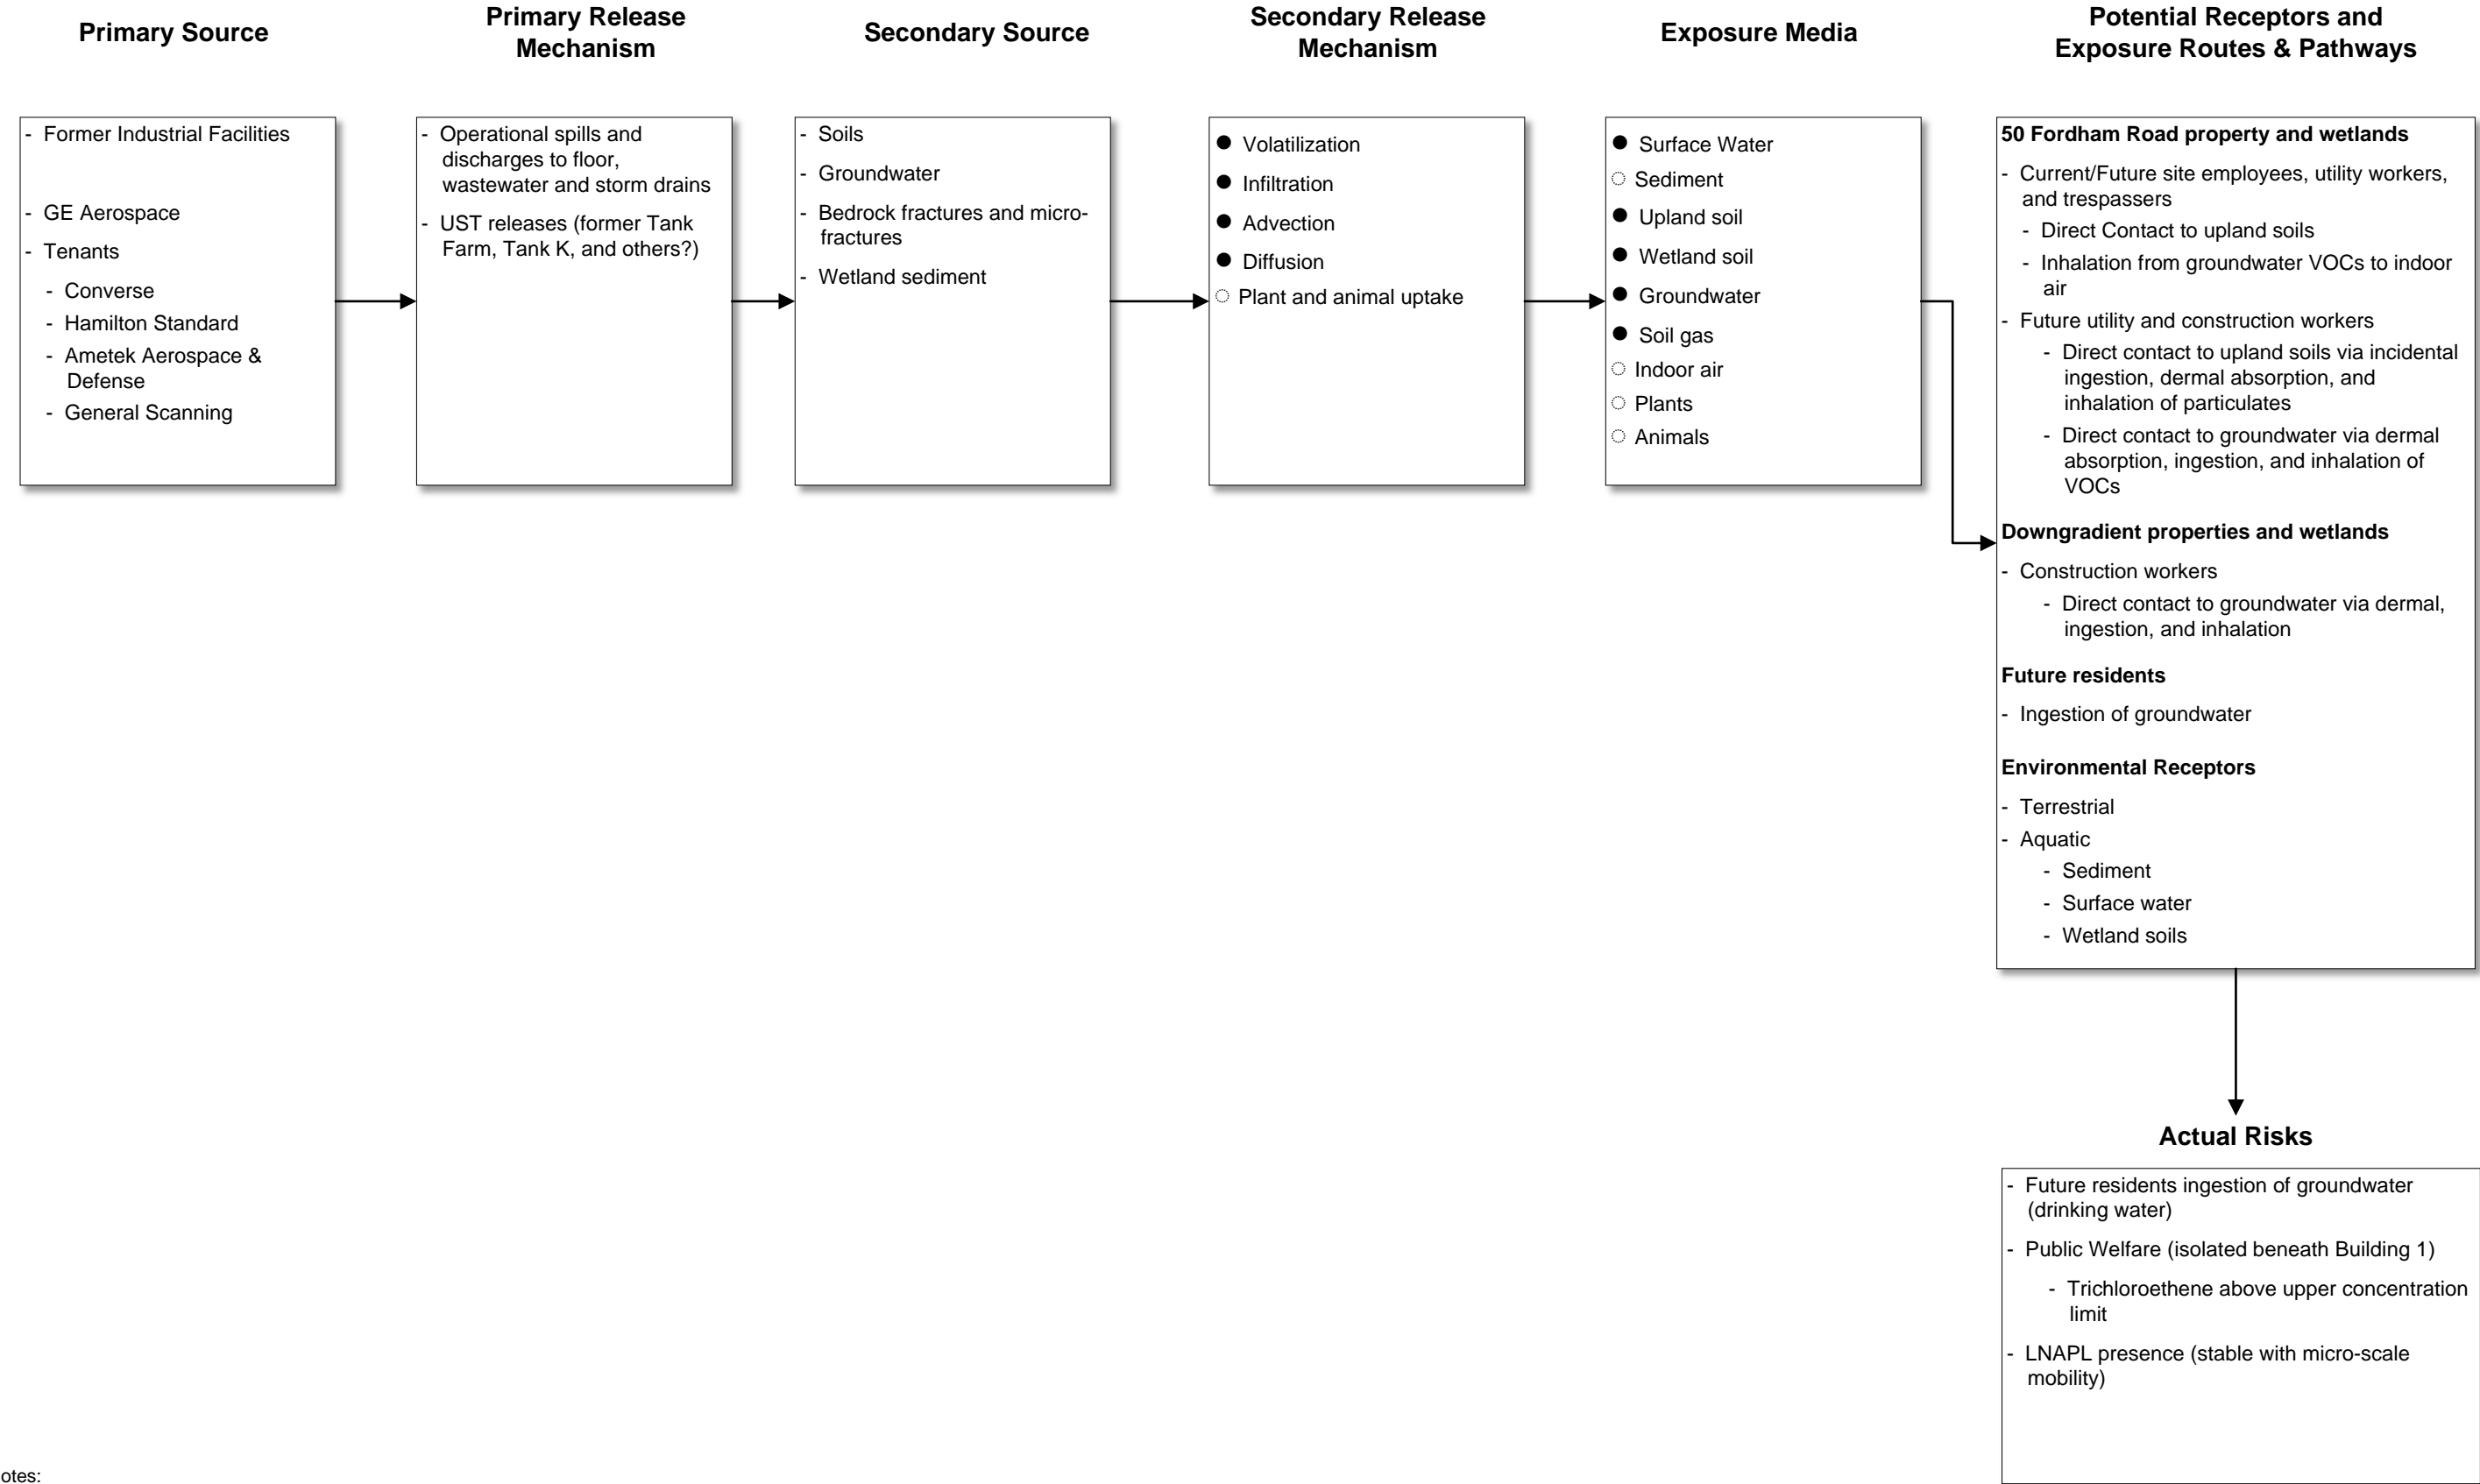 Primary Source
Primary Release
Mechanism
Secondary Source
Secondary Release
Mechanism
Exposure Media
Potential Receptors and
Exposure Routes & Pathways
- Former Industrial Facilities
- GE Aerospace
- Tenants
- Converse
- Hamilton Standard
- Ametek Aerospace &
Defense
- General Scanning
- Operational spills and
discharges to floor,
wastewater and storm drains
- UST releases (former Tank
Farm, Tank K, and others?)
- Soils
- Groundwater
- Bedrock fractures and micro-
fractures
- Wetland sediment
● Volatilization
● Infiltration
● Advection
● Diffusion
◌ Plant and animal uptake
● Surface Water
◌ Sediment
● Upland soil
● Wetland soil
● Groundwater
● Soil gas
◌ Indoor air
◌ Plants
◌ Animals
50 Fordham Road property and wetlands
- Current/Future site employees, utility workers,
and trespassers
- Direct Contact to upland soils
- Inhalation from groundwater VOCs to indoor
air
- Future utility and construction workers
- Direct contact to upland soils via incidental
ingestion, dermal absorption, and
inhalation of particulates
- Direct contact to groundwater via dermal
absorption, ingestion, and inhalation of
VOCs
Downgradient properties and wetlands
- Construction workers
- Direct contact to groundwater via dermal,
ingestion, and inhalation
Future residents
- Ingestion of groundwater
Environmental Receptors
- Terrestrial
- Aquatic
- Sediment
- Surface water
- Wetland soils
Actual Risks
- Future residents ingestion of groundwater
(drinking water)
- Public Welfare (isolated beneath Building 1)
- Trichloroethene above upper concentration
limit
- LNAPL presence (stable with micro-scale
mobility)
otes: